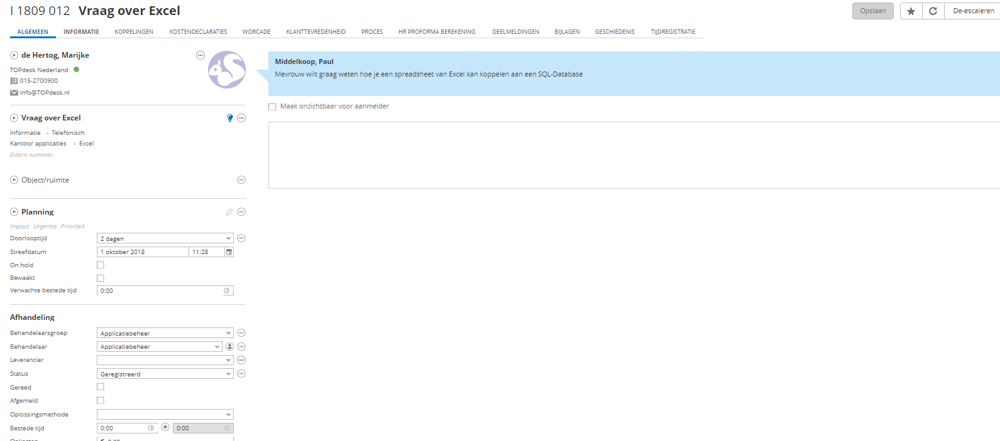 I 1809 012 Vraag over Excel
Opslaan
De-escaleren
ALGEMEEN INFORMATIE KOPPELINGEN KOSTENDECLARATIES WORCADE KLANTTEVREDENHEID PROCES HR PROFORMA BEREKENING DEELMELDINGEN BIJLAGEN GESCHIEDENIS TIJDREGISTRATIE
de Hertog, Marijke
TOPdesk Nederland
015-2700900
info@TOPdesk.nl
Vraag over Excel
Informatie - Telefonisch
Kantoor applicaties - Excel
Extern nummer
Object/ruimte
Planning
Impact Urgentie Prioriteit
Doorlooptijd 2 dagen
Streefdatum 1 oktober 2018 11:28
On hold
Bewaakt
Verwachte bestede tijd 0:00
Afhandeling
Behandelaarsgroep Applicatiebeheer
Behandelaar Applicatiebeheer
Leverancier
Status Geregistreerd
Gereed
Afgemeld
Oplossingsmethode
Bestede tijd 0:00 0:00
Middelkoop, Paul
Mevrouw wilt graag weten hoe je een spreadsheet van Excel kan koppelen aan een SQL-Database
Maak onzichtbaar voor aanmelder